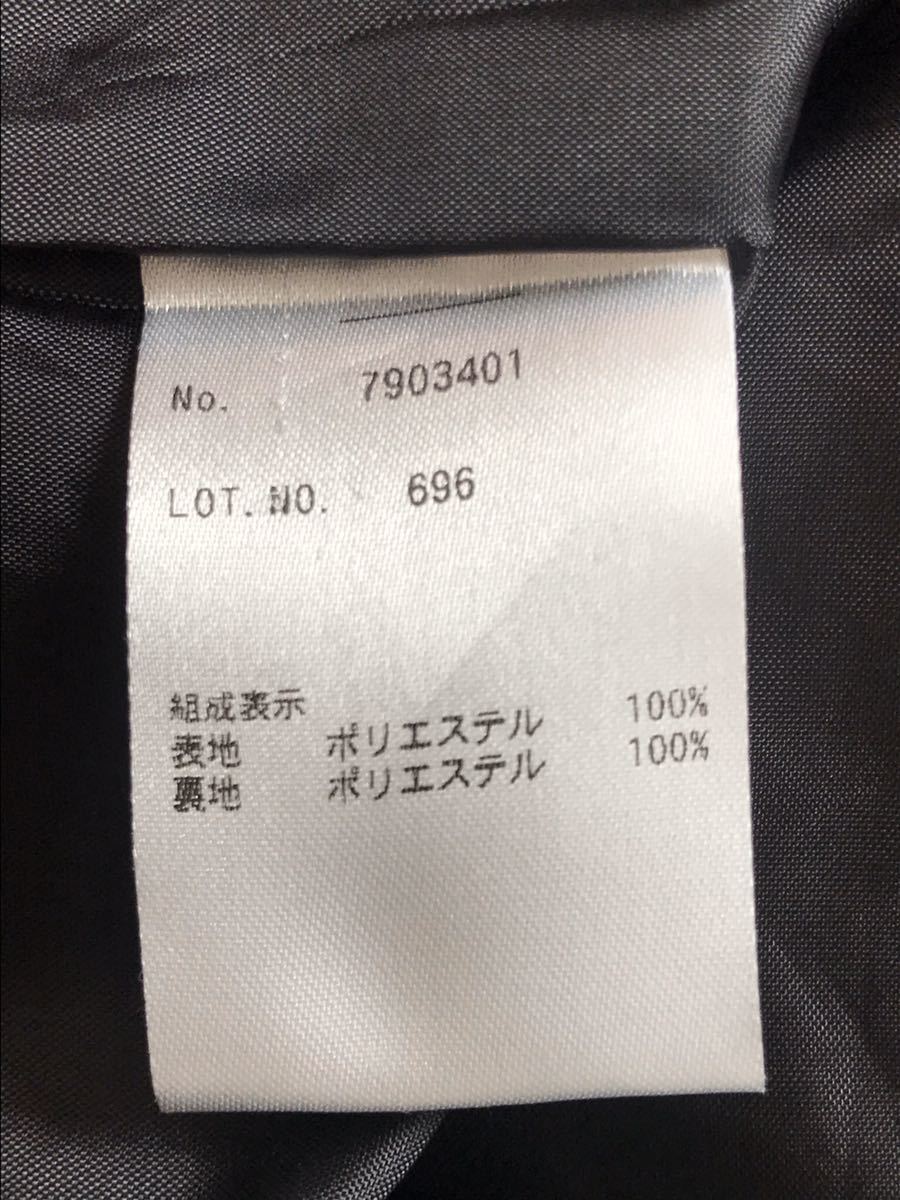 No. 7903401
LOT.NO. 696
組成表示
表地 ポリエステル 100%
裏地 ポリエステル 100%